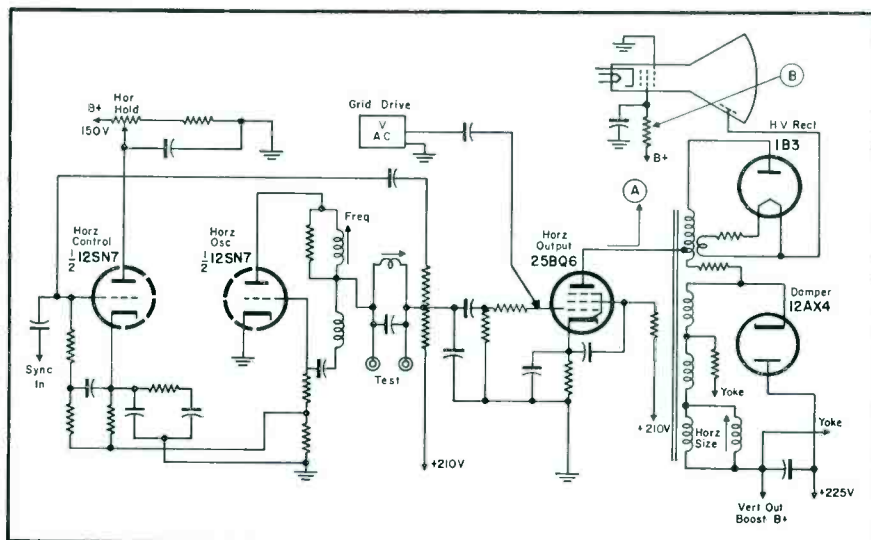 B+
150V
Hor
Hold
Grid Drive
V
AC
B
B+
H V Rect
1B3
Horz
Control
½ 12SN7
Horz
Osc
½ 12SN7
Freq
A
Horz
Output
25BQ6
Damper
12AX4
Sync
In
Test
Yoke
+210V
+210V
Horz
Size
Yoke
Vert Out
Boost B+
+225V